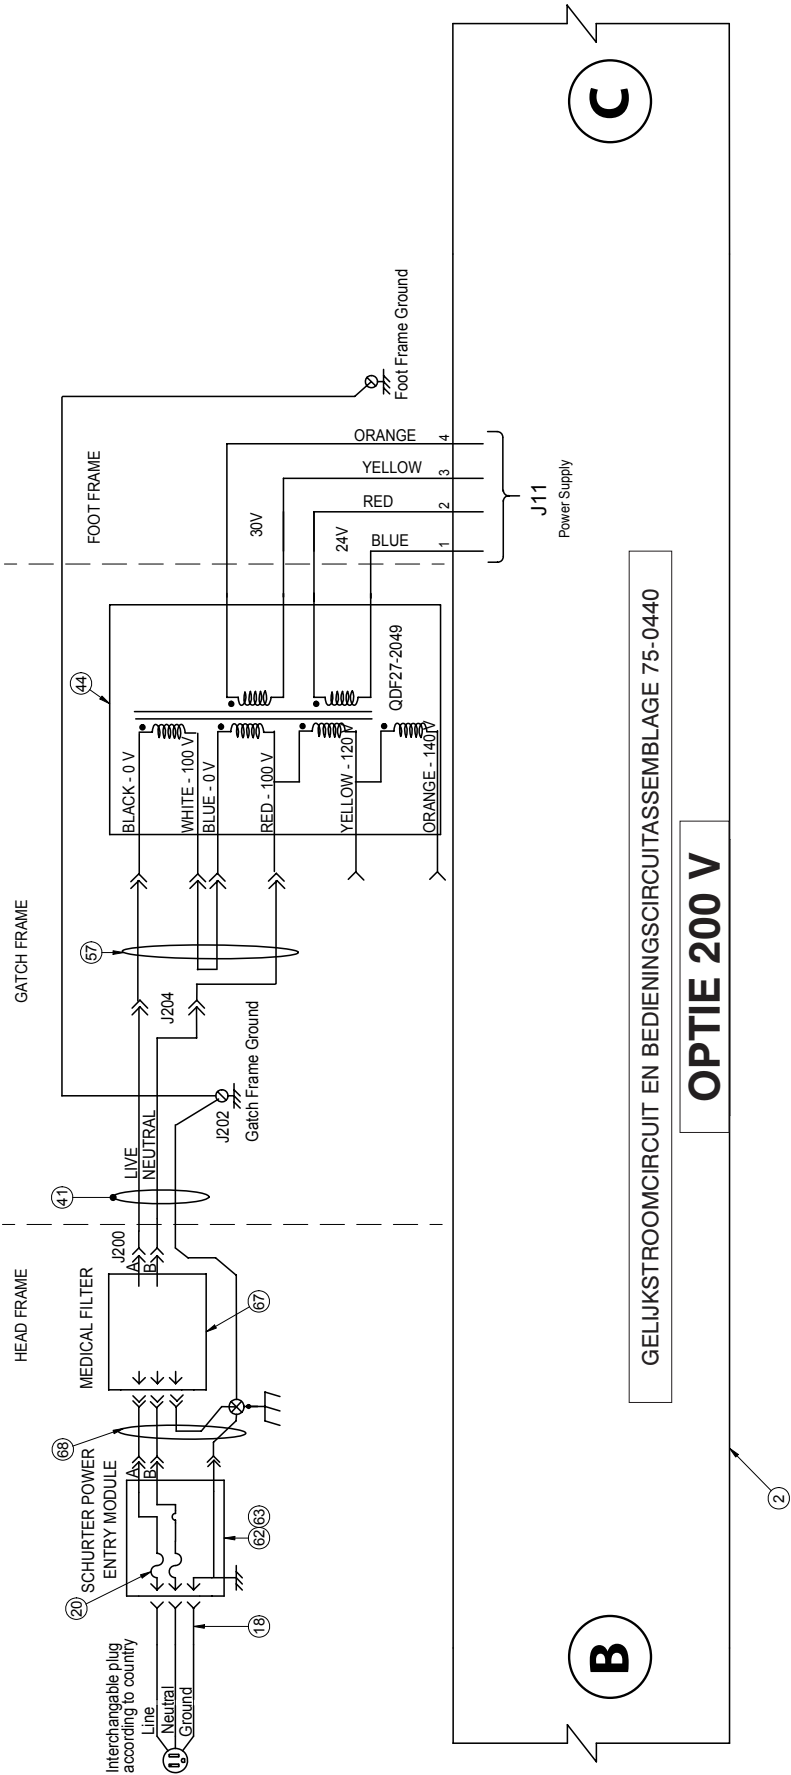 HEAD FRAME
GATCH FRAME
FOOT FRAME
Interchangable plug
according to country
Line
Neutral
Ground
18
20
SCHURTER POWER
ENTRY MODULE
A
B
62
63
68
MEDICAL FILTER
67
A
B
J200
41
LIVE
NEUTRAL
J202
Gatch Frame Ground
J204
57
44
BLACK - 0 V
WHITE - 100 V
BLUE - 0 V
RED - 100 V
YELLOW - 120 V
ORANGE - 140 V
QDF27-2049
30V
24V
ORANGE
4
YELLOW
3
RED
2
BLUE
1
J11
Power Supply
Foot Frame Ground
B
C
GELIJKSTROOMCIRCUIT EN BEDIENINGSCIRCUITASSEMBLAGE 75-0440
OPTIE 200 V
2